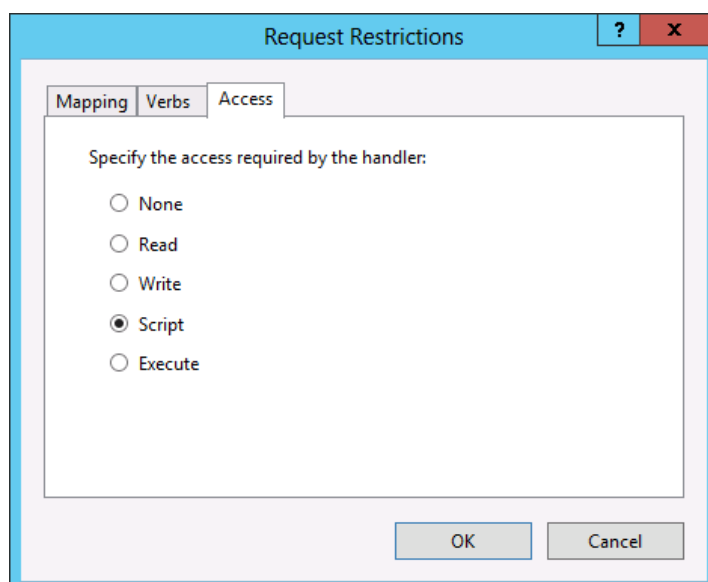 Request Restrictions
? x
Mapping Verbs Access
Specify the access required by the handler:
None
Read
Write
Script
Execute
OK Cancel